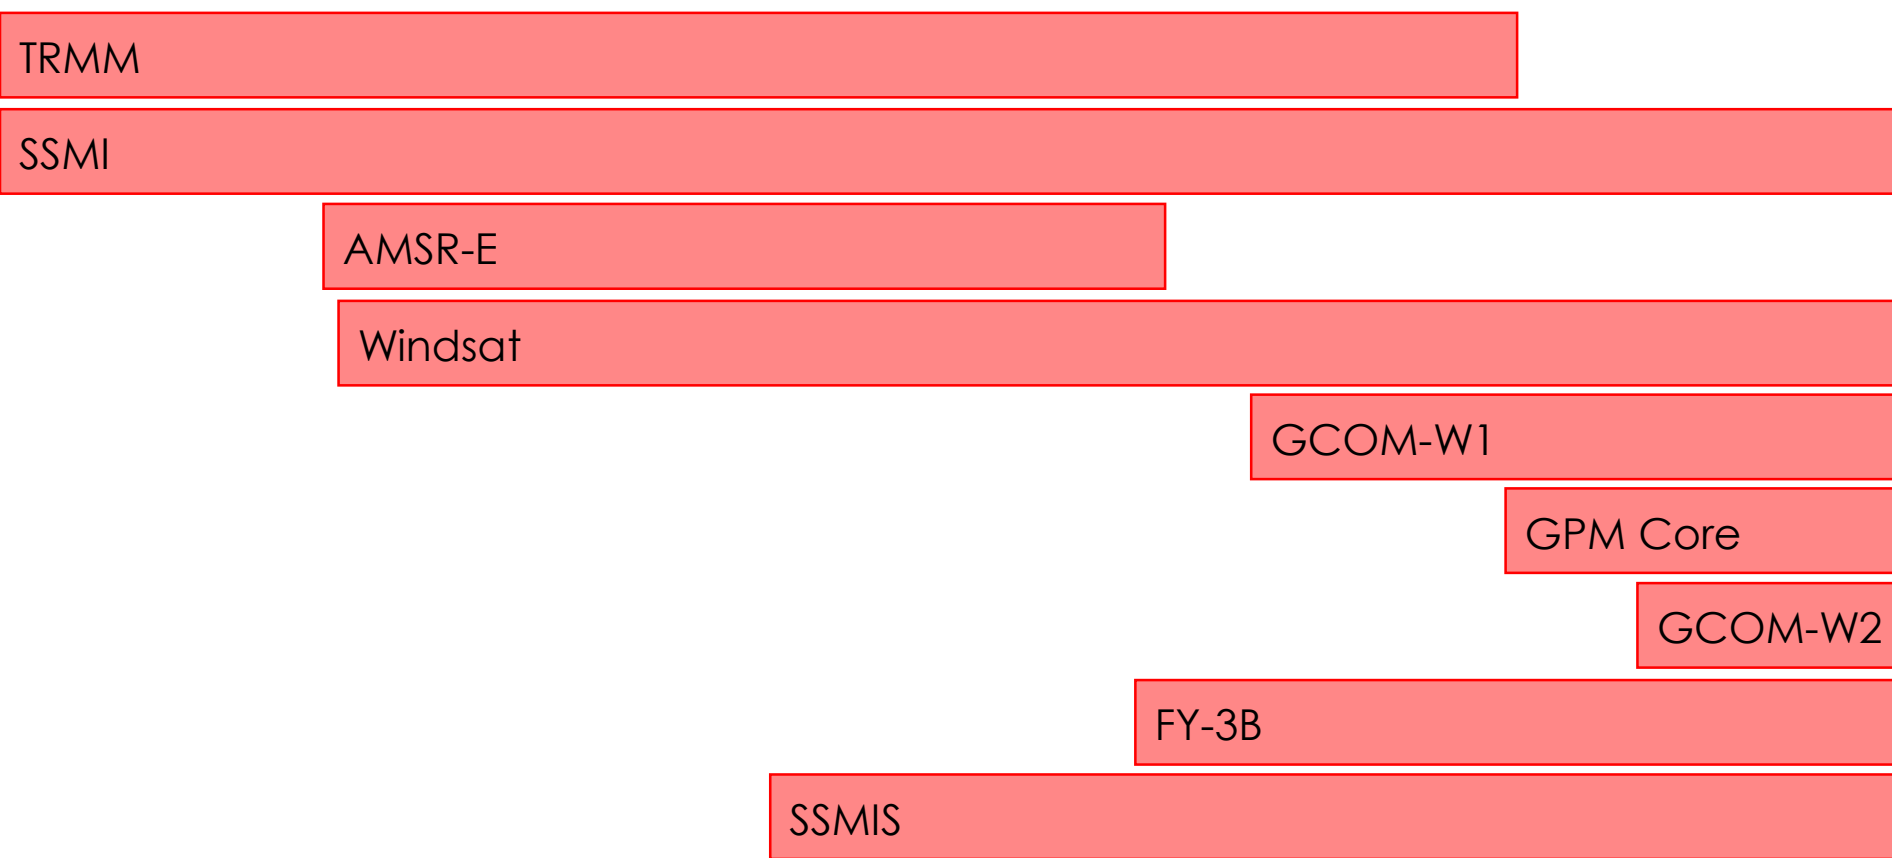 TRMM
SSMI
AMSR-E
Windsat
GCOM-W1
GPM Core
GCOM-W2
FY-3B
SSMIS